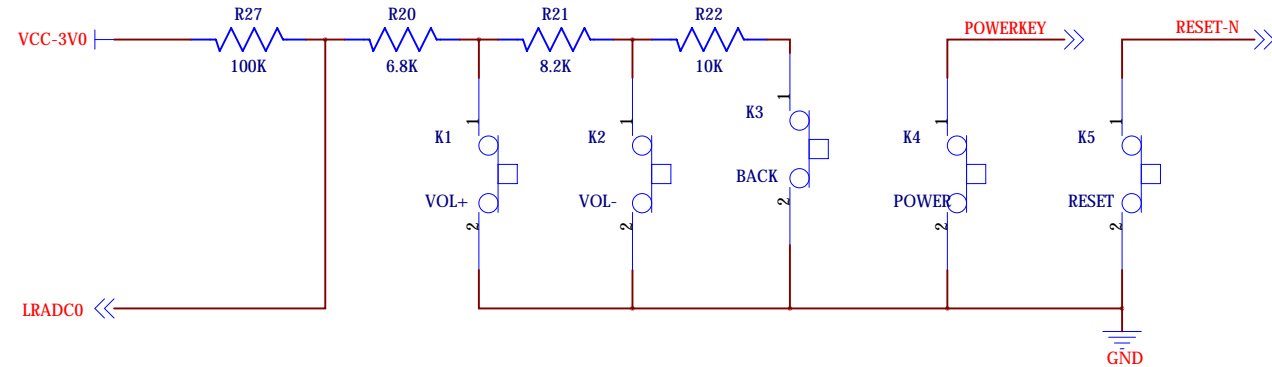 R27 R20 R21 R22
VCC-3V0 POWERKEY RESET-N
100K 6.8K 8.2K 10K
1 1 1 1 1
K1 K2 K3 K4 K5
VOL+ VOL- BACK POWER RESET
2 2 2 2 2
LRADC0
GND